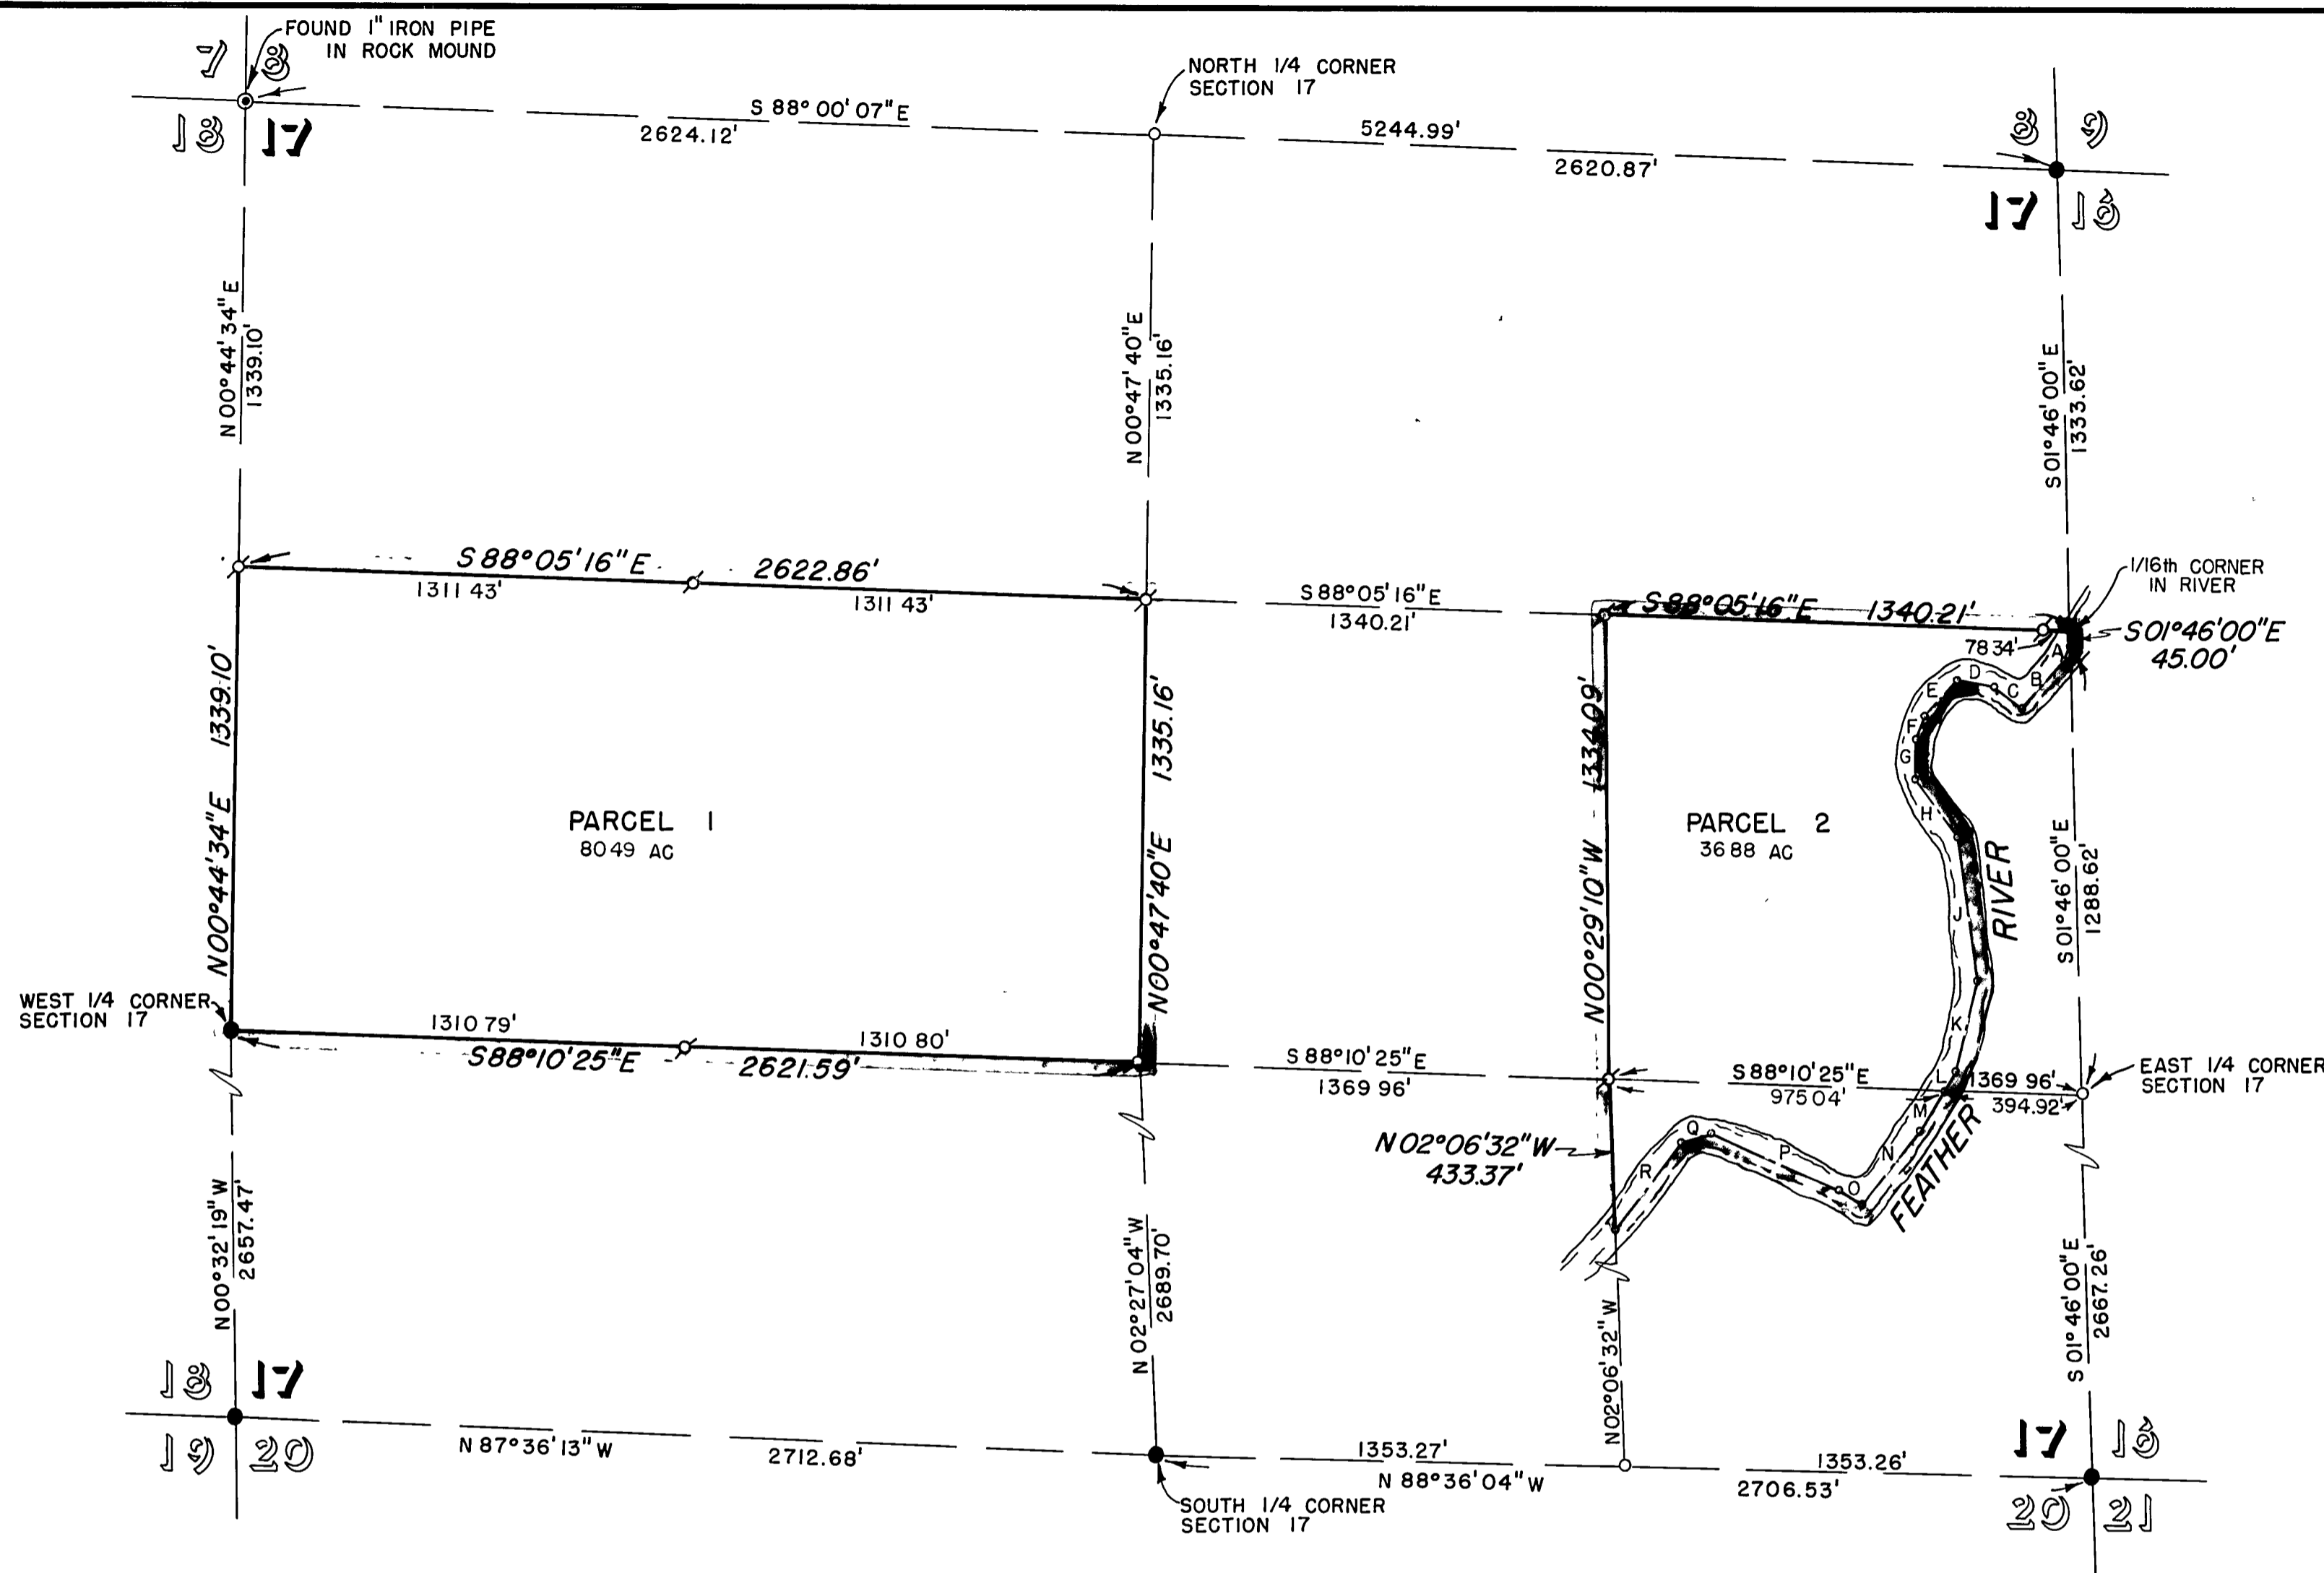 FOUND 1" IRON PIPE
IN ROCK MOUND
7 8
18 17
S 88° 00' 07" E
2624.12'
NORTH 1/4 CORNER
SECTION 17
5244.99'
2620.87'
8 9
17 16
N 00° 44' 34" E
1339.10'
N 00° 47' 40" E
1335.16'
S 01° 46' 00" E
1333.62'
S 88° 05' 16" E
2622.86'
1311 43'
1311 43'
S 88° 05' 16" E
1340.21'
S 88° 05' 16" E 1340.21'
78 34'
1/16th CORNER
IN RIVER
S 01° 46' 00" E
45.00'
A
B
C
D
E
F
G
H
J
K
L
M
N
O
P
Q
R
N 00° 44' 34" E 1339.10'
PARCEL 1
80 49 AC
N 00° 47' 40" E 1335.16'
N 00° 29' 10" W 1334.09'
PARCEL 2
36 88 AC
RIVER
S 01° 46' 00" E
1288.62'
WEST 1/4 CORNER
SECTION 17
1310 79'
1310 80'
S 88° 10' 25" E
2621.59'
S 88° 10' 25" E
1369 96'
S 88° 10' 25" E
975 04'
1369 96'
394.92'
EAST 1/4 CORNER
SECTION 17
N 02° 06' 32" W
433.37'
FEATHER
N 00° 32' 19" W
2657.47'
N 02° 27' 04" W
2689.70'
N 02° 06' 32" W
S 01° 46' 00" E
2667.26'
18 17
19 20
N 87° 36' 13" W
2712.68'
SOUTH 1/4 CORNER
SECTION 17
1353.27'
N 88° 36' 04" W
1353.26'
2706.53'
17 16
20 21